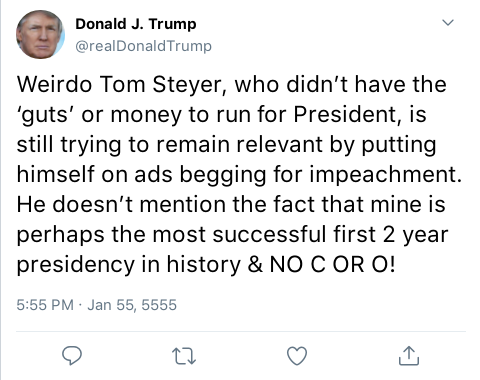 Donald J. Trump
@realDonaldTrump
Weirdo Tom Steyer, who didn’t have the
‘guts’ or money to run for President, is
still trying to remain relevant by putting
himself on ads begging for impeachment.
He doesn’t mention the fact that mine is
perhaps the most successful first 2 year
presidency in history & NO C OR O!
5:55 PM · Jan 55, 5555